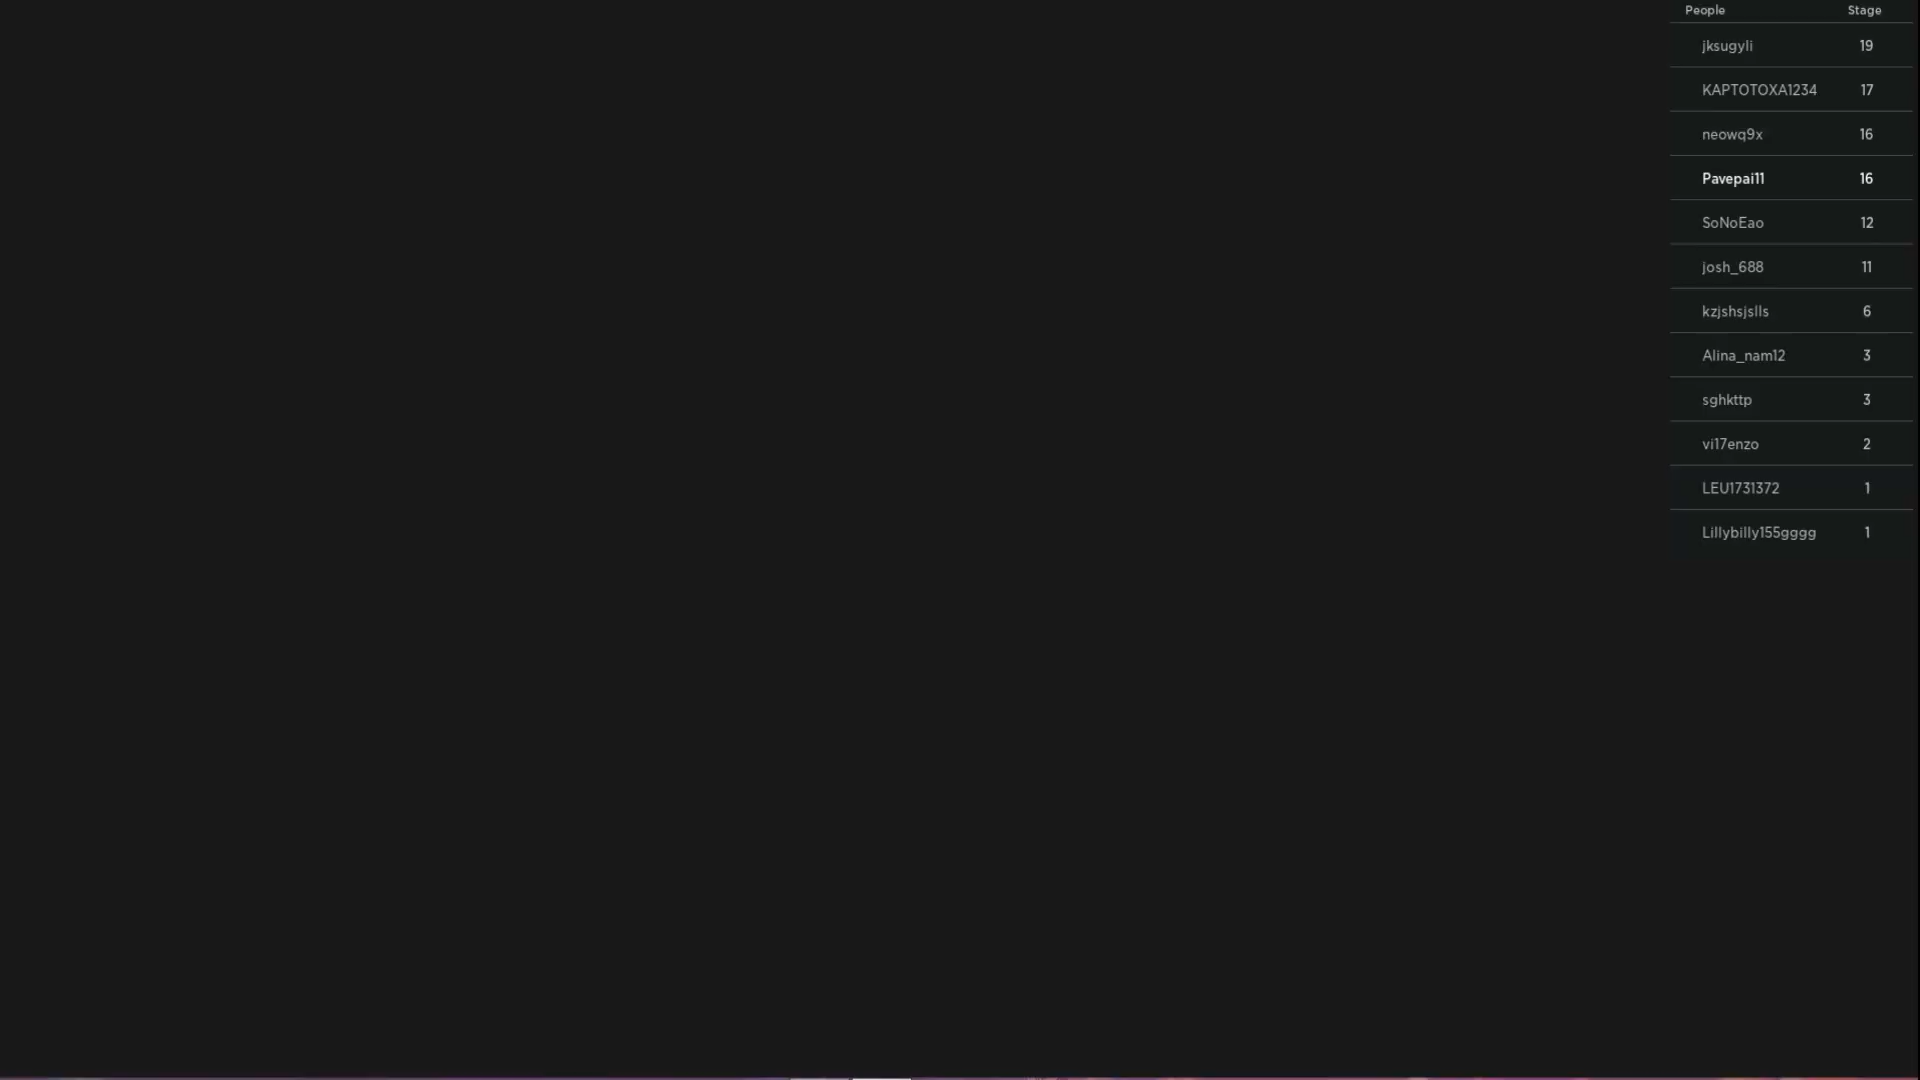 People Stage
jksugyli 19
KAPTOTOXA1234 17
neowq9x 16
Pavepai11 16
SoNoEao 12
josh_688 11
kzjshsjslls 6
Alina_nam12 3
sghkttp 3
vi17enzo 2
LEU1731372 1
Lillybilly155gggg 1